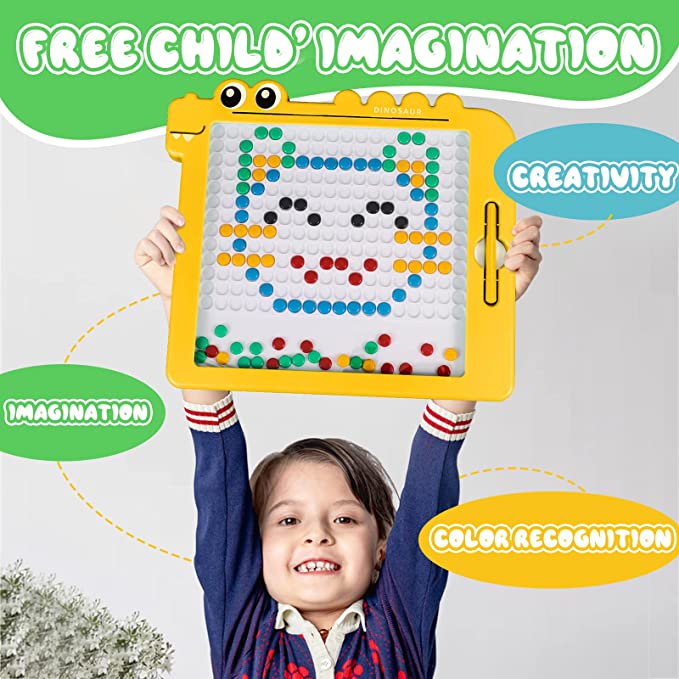 FREE CHILD' IMAGINATION
DINOSAUR
CREATIVITY
IMAGINATION
COLOR RECOGNITION